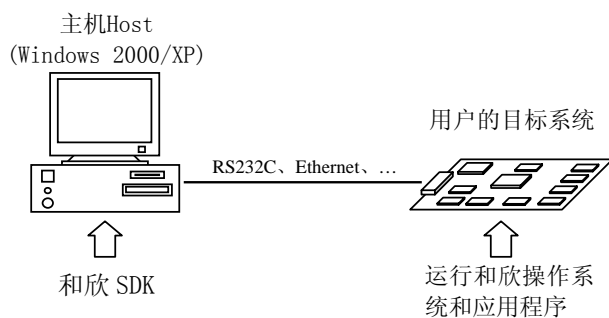 主机Host
(Windows 2000/XP)
用户的目标系统
RS232C、Ethernet、…
和欣 SDK
运行和欣操作系
统和应用程序